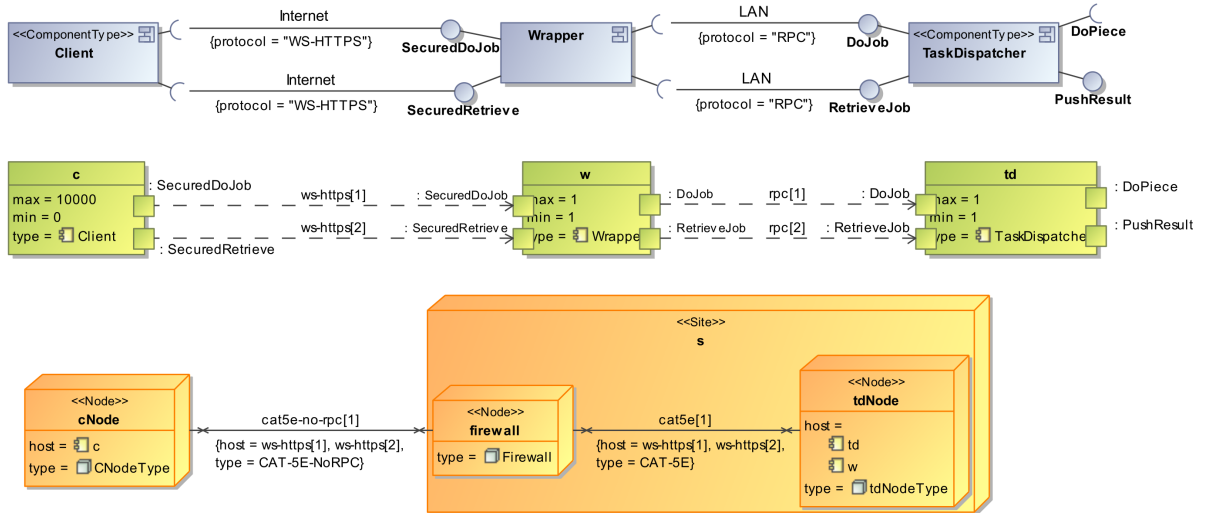 <<ComponentType>>
Client
Internet
{protocol = "WS-HTTPS"}
SecuredDoJob
Internet
{protocol = "WS-HTTPS"}
SecuredRetrieve
Wrapper
LAN
{protocol = "RPC"}
DoJob
LAN
{protocol = "RPC"}
RetrieveJob
<<ComponentType>>
TaskDispatcher
DoPiece
PushResult
c
max = 10000
min = 0
type = Client
: SecuredDoJob
: SecuredRetrieve
ws-https[1]
ws-https[2]
: SecuredDoJob
: SecuredRetrieve
w
max = 1
min = 1
type = Wrappe
: DoJob
: RetrieveJob
rpc[1]
rpc[2]
: DoJob
: RetrieveJob
td
max = 1
min = 1
type = TaskDispatche
: DoPiece
: PushResult
<<Site>>
s
<<Node>>
cNode
host = c
type = CNodeType
cat5e-no-rpc[1]
{host = ws-https[1], ws-https[2],
type = CAT-5E-NoRPC}
<<Node>>
firewall
type = Firewall
cat5e[1]
{host = ws-https[1], ws-https[2],
type = CAT-5E}
<<Node>>
tdNode
host =
td
w
type = tdNodeType